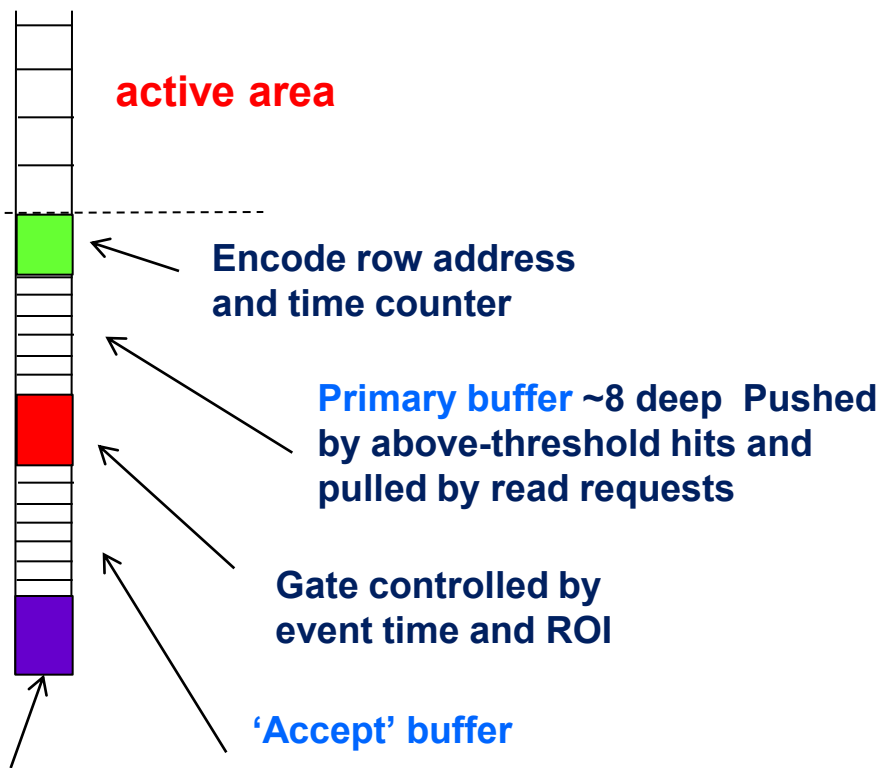 active area
Encode row address
and time counter
Primary buffer ~8 deep  Pushed
by above-threshold hits and
pulled by read requests
Gate controlled by
event time and ROI
‘Accept’ buffer